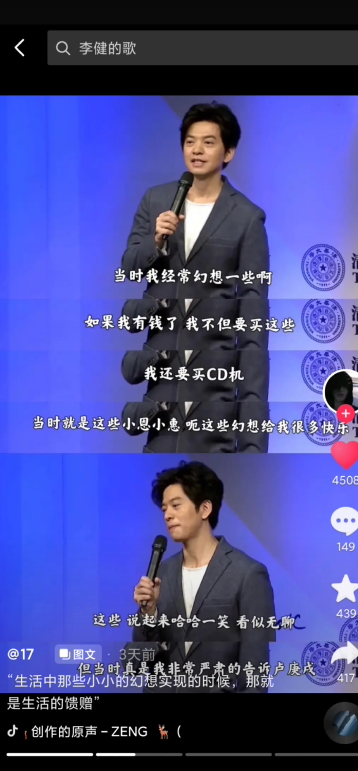 李健的歌
当时我经常幻想一些啊
如果我有钱了 我不但要买这些
我还要买CD机
当时就是这些小恩小惠 呃这些幻想给我很多快乐
4508
149
这些 说起来哈哈一笑 看似无聊
439
但当时真是我非常严肃的告诉卢庚戌
@17
图文 · 3天前
417
“生活中那些小小的幻想实现的时候，那就
是生活的馈赠”
创作的原声 - ZENG 🦌 (